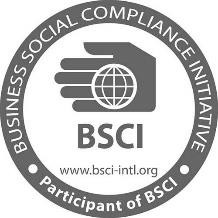 BUSINESS SOCIAL COMPLIANCE INITIATIVE
BSCI
www.bsci-intl.org
• Participant of BSCI •